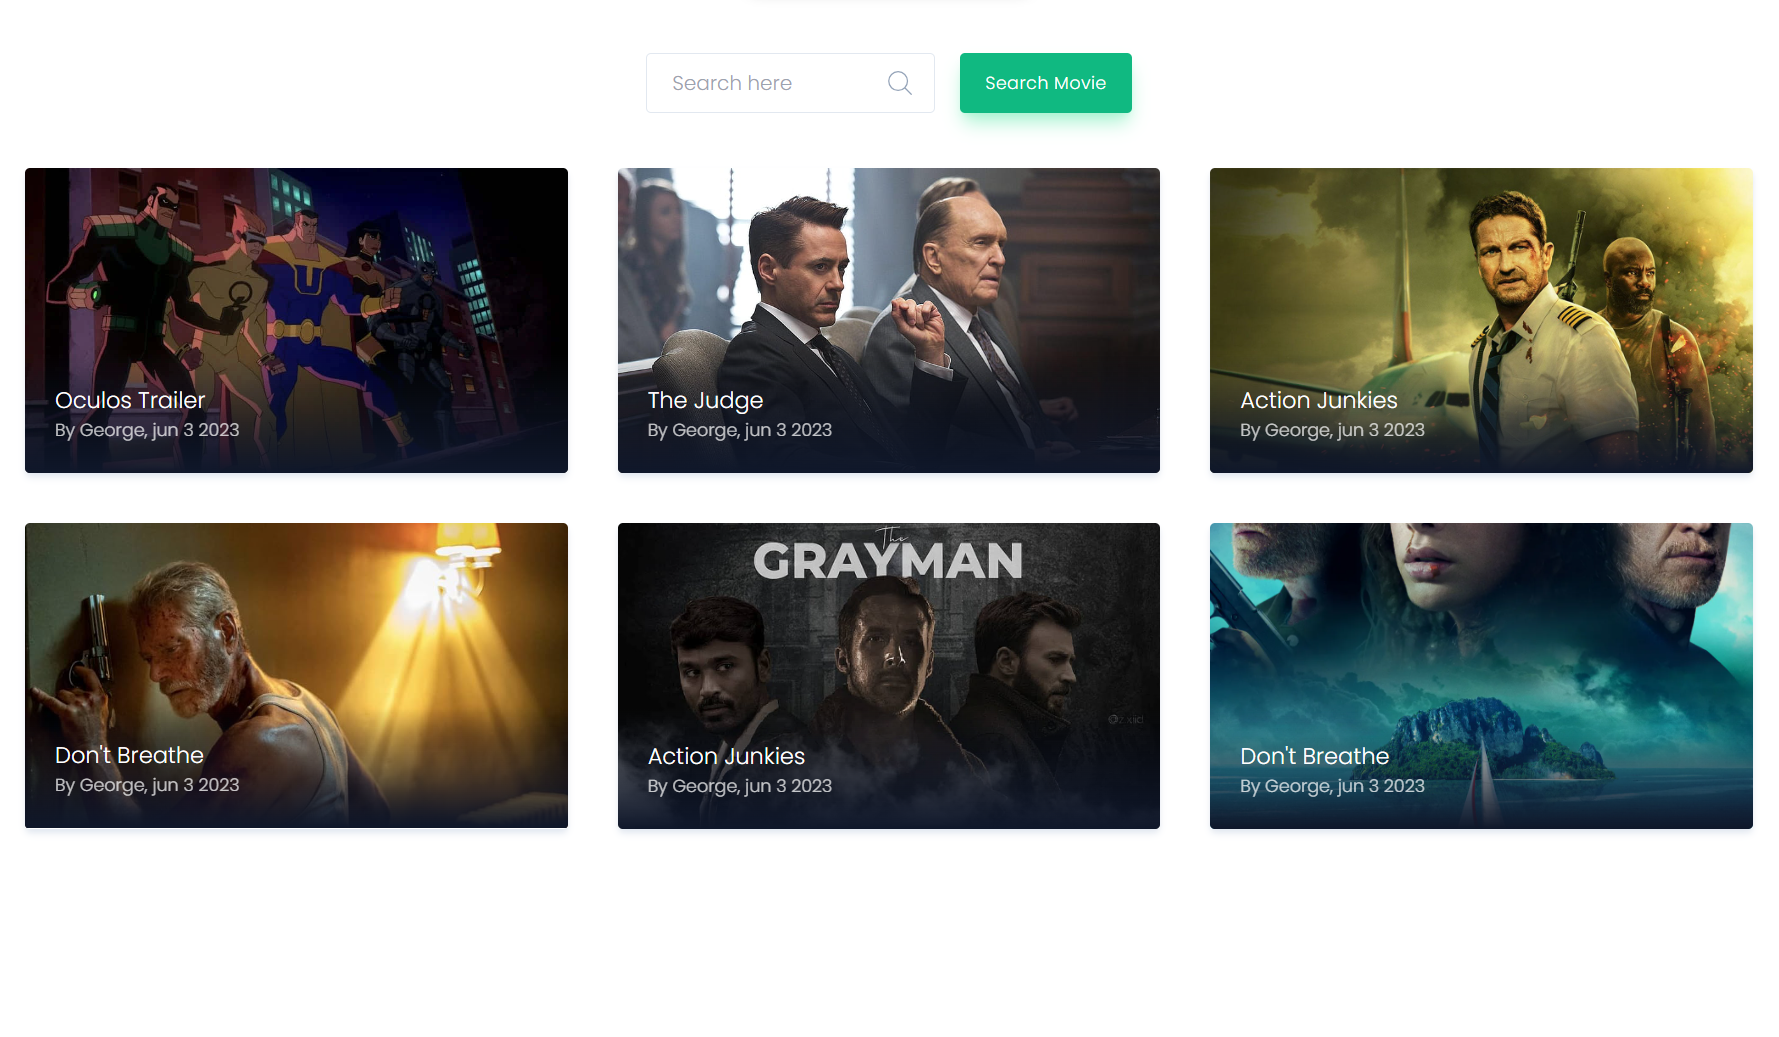 Search here
Search Movie
Oculos Trailer
By George, jun 3 2023
The Judge
By George, jun 3 2023
Action Junkies
By George, jun 3 2023
Don't Breathe
By George, jun 3 2023
The
GRAYMAN
Action Junkies
By George, jun 3 2023
Don't Breathe
By George, jun 3 2023